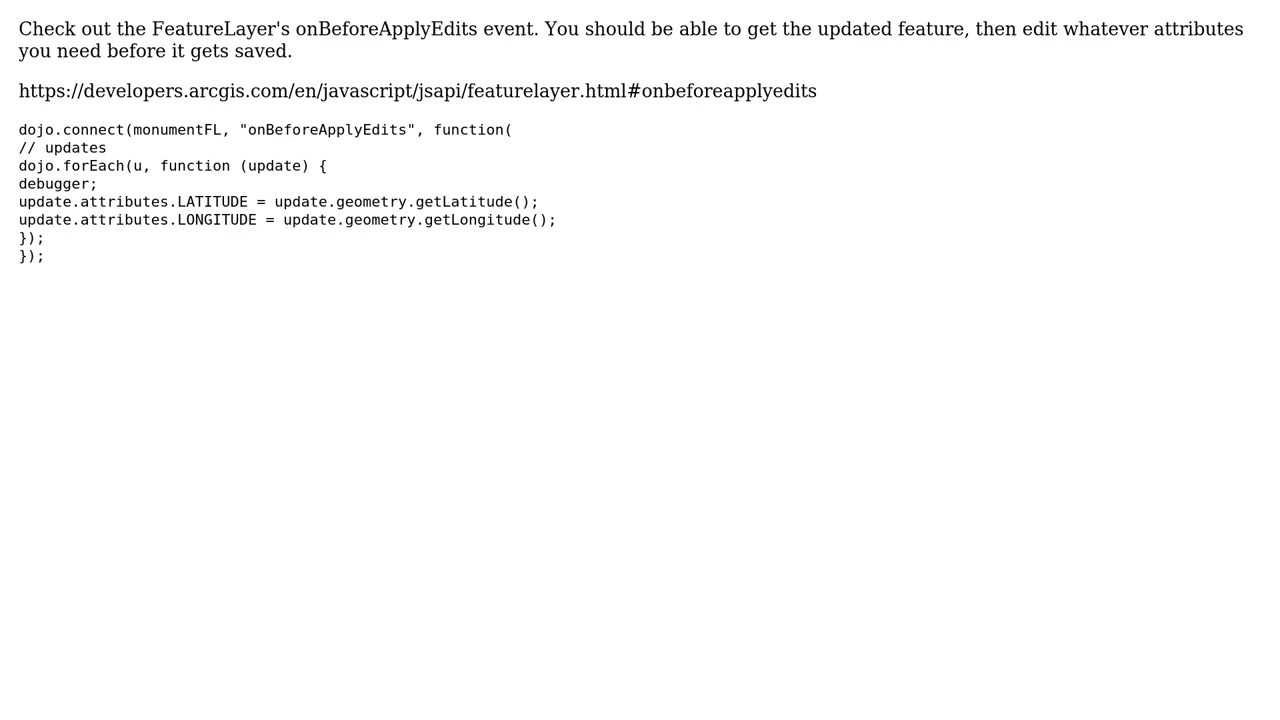 Check out the FeatureLayer's onBeforeApplyEdits event. You should be able to get the updated feature, then edit whatever attributes
you need before it gets saved.
https://developers.arcgis.com/en/javascript/jsapi/featurelayer.html#onbeforeapplyedits
dojo.connect(monumentFL, "onBeforeApplyEdits", function(
// updates
dojo.forEach(u, function (update) {
debugger;
update.attributes.LATITUDE = update.geometry.getLatitude();
update.attributes.LONGITUDE = update.geometry.getLongitude();
});
});